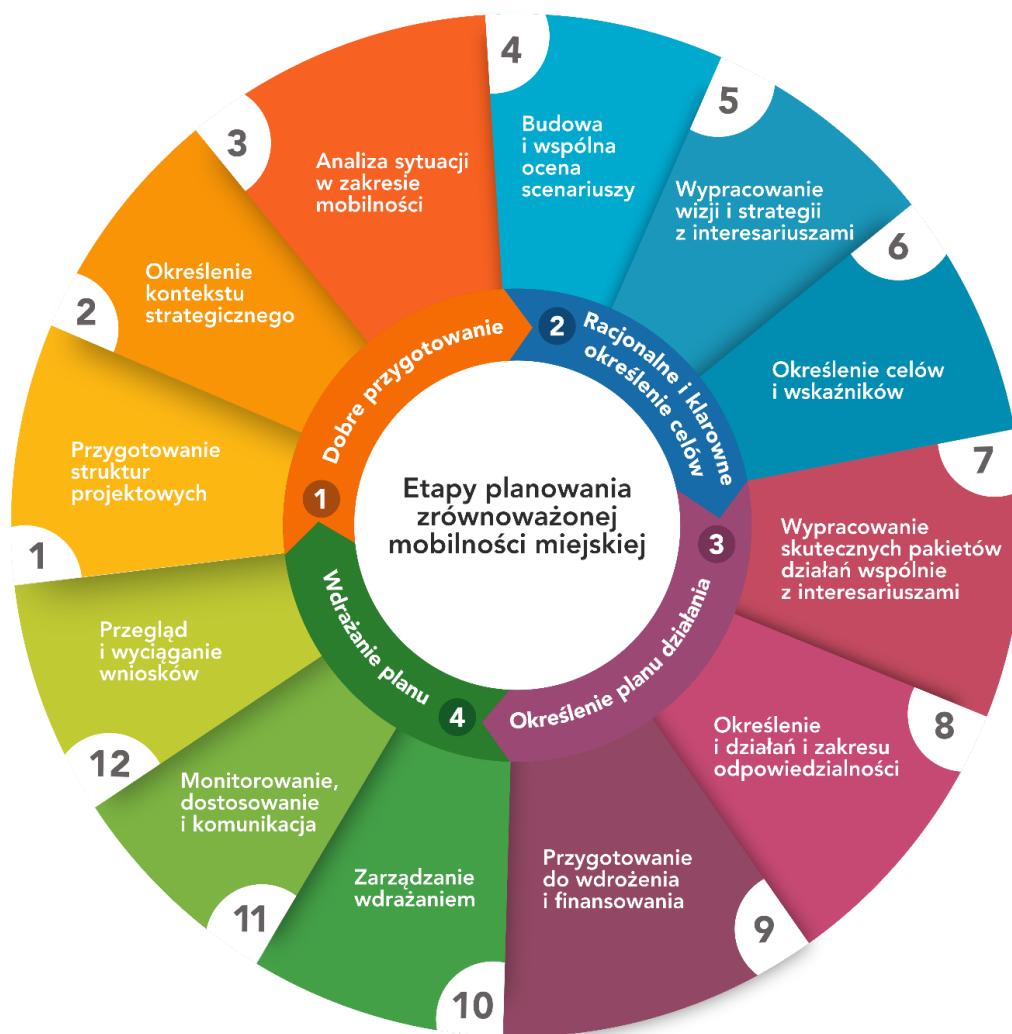 Etapy planowania
zrównoważonej
mobilności miejskiej
1
Dobre przygotowanie
2
Racjonalne i klarowne
określenie celów
3
Określenie planu działania
4
Wdrażanie planu
1
Przygotowanie
struktur
projektowych
2
Określenie
kontekstu
strategicznego
3
Analiza sytuacji
w zakresie
mobilności
4
Budowa
i wspólna
ocena
scenariuszy
5
Wypracowanie
wizji i strategii
z interesariuszami
6
Określenie celów
i wskaźników
7
Wypracowanie
skutecznych pakietów
działań wspólnie
z interesariuszami
8
Określenie
i działań i zakresu
odpowiedzialności
9
Przygotowanie
do wdrożenia
i finansowania
10
Zarządzanie
wdrażaniem
11
Monitorowanie,
dostosowanie
i komunikacja
12
Przegląd
i wyciąganie
wniosków